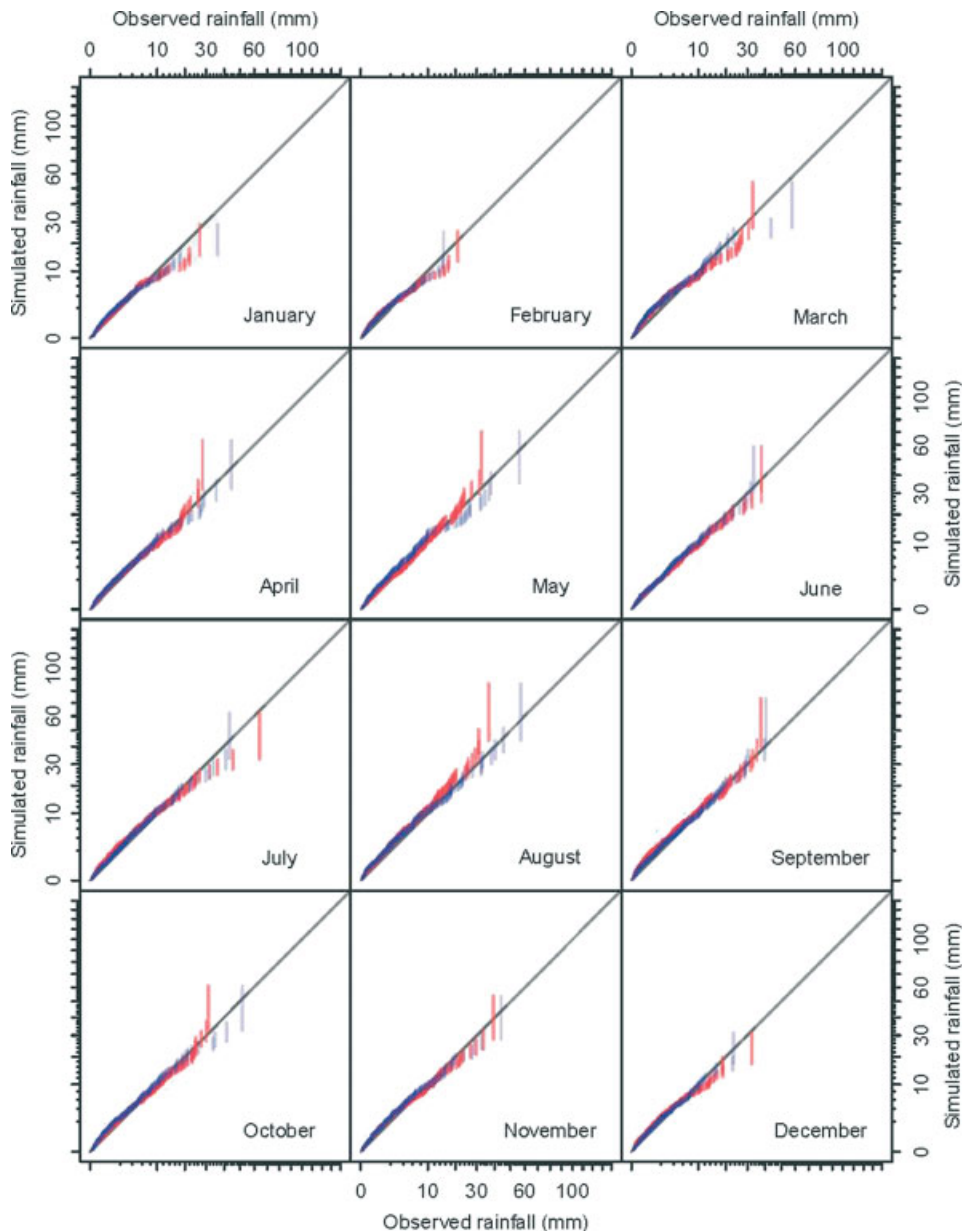 Observed rainfall (mm) Observed rainfall (mm)
0 10 30 60 100 0 10 30 60 100
Simulated rainfall (mm)
100
60
30
10
0
January
February
March
Simulated rainfall (mm)
100
60
30
10
0
April
May
June
Simulated rainfall (mm)
100
60
30
10
0
July
August
September
Simulated rainfall (mm)
100
60
30
10
0
October
November
December
0 10 30 60 100
Observed rainfall (mm)